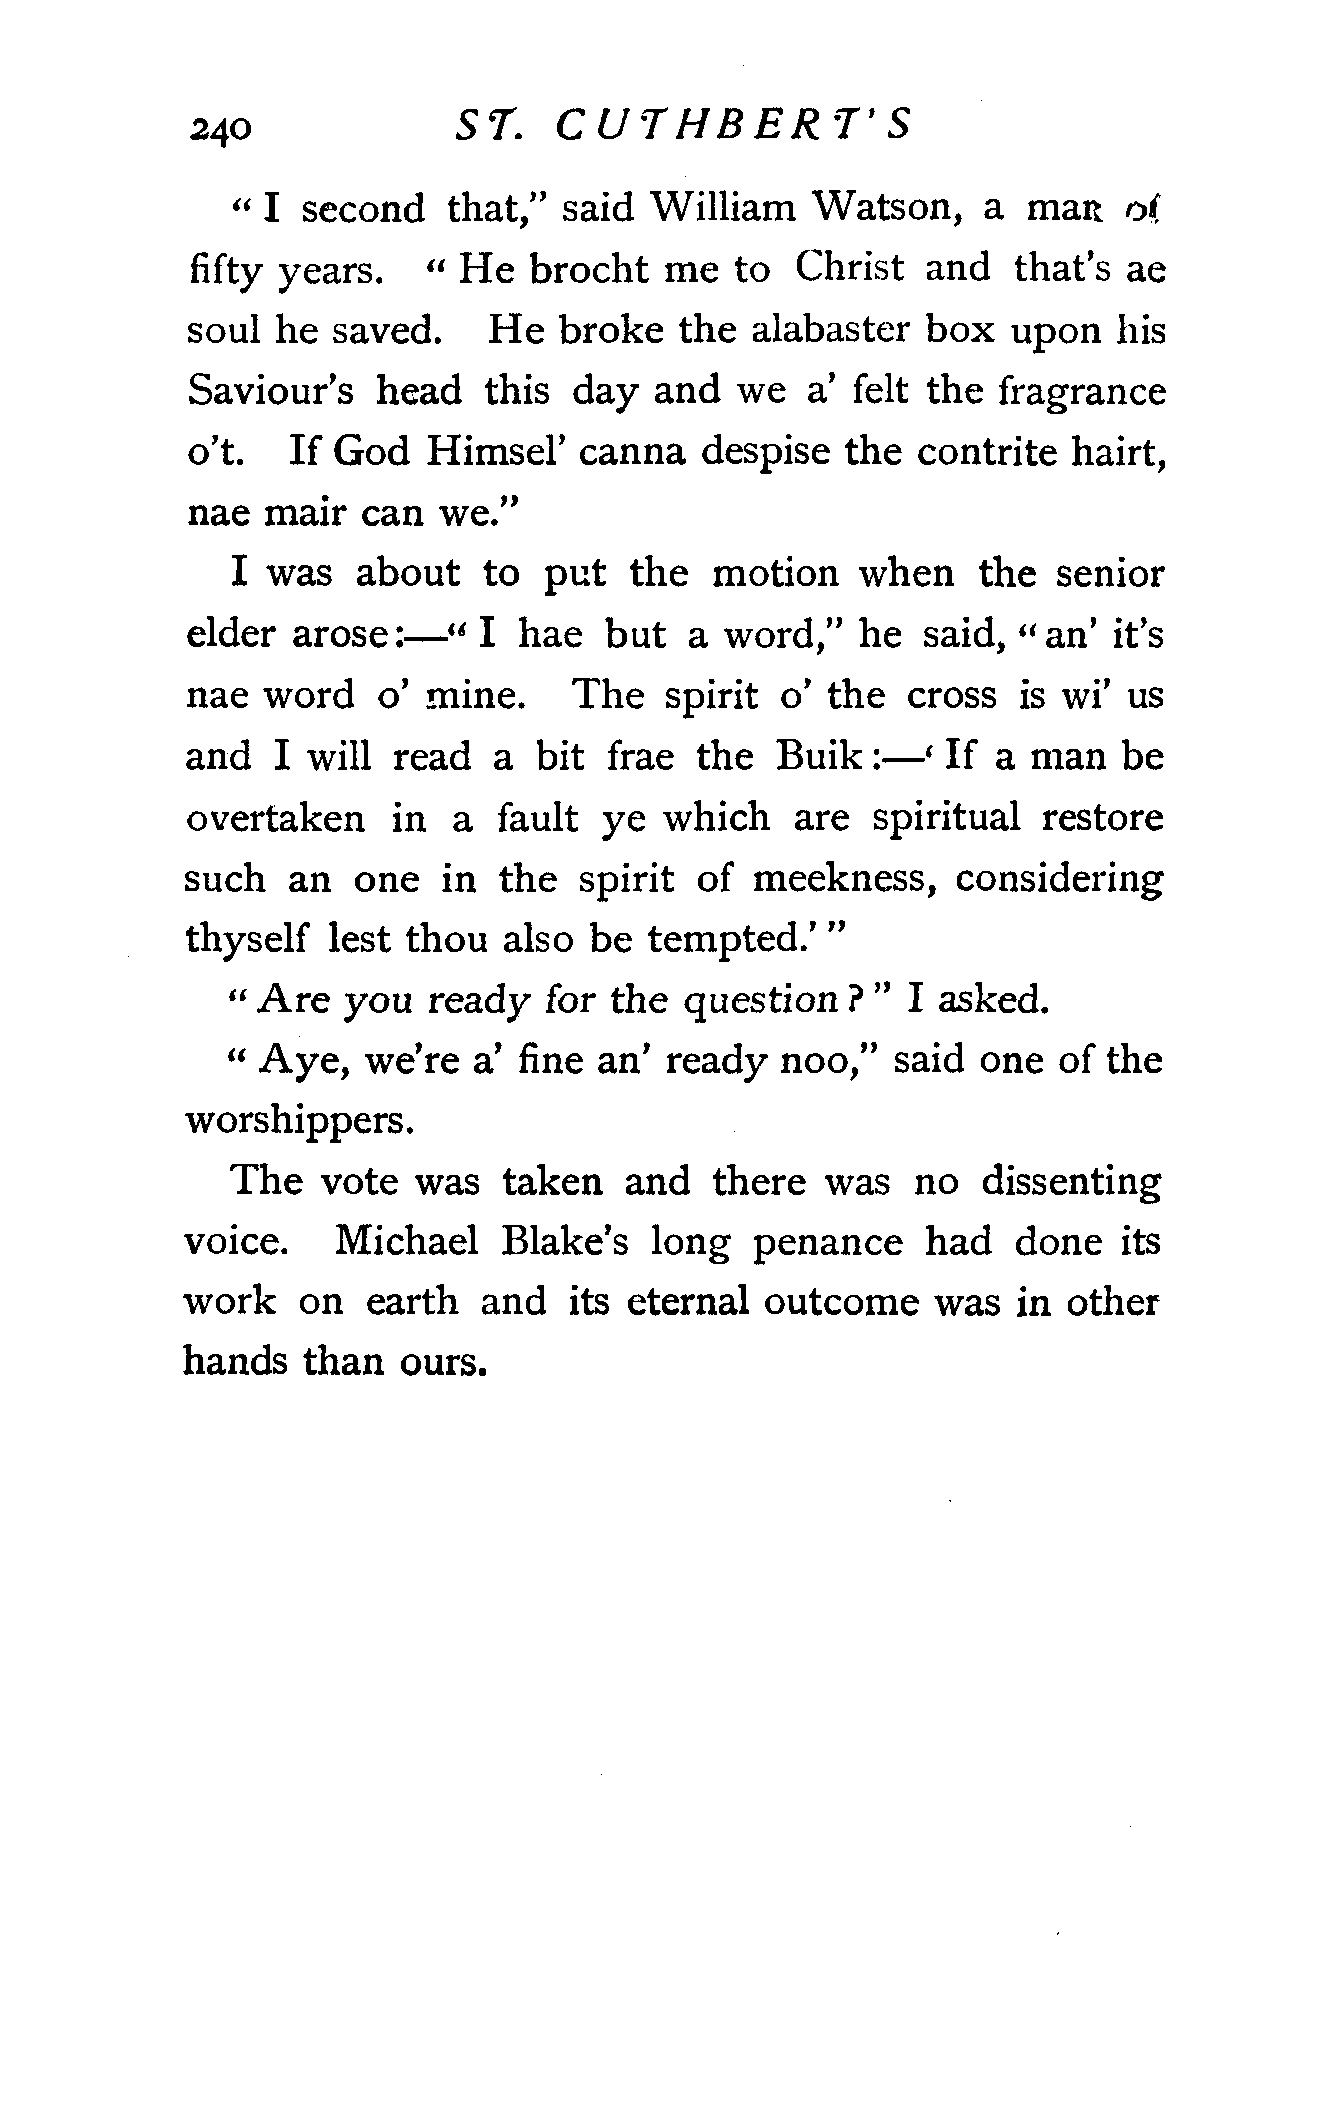 240 ST. CUTHBERT'S
“ I second that,” said William Watson, a man of
fifty years. “ He brocht me to Christ and that's ae
soul he saved. He broke the alabaster box upon his
Saviour's head this day and we a' felt the fragrance
o't. If God Himsel' canna despise the contrite hairt,
nae mair can we.”
I was about to put the motion when the senior
elder arose:—“ I hae but a word,” he said, “ an' it's
nae word o' mine. The spirit o' the cross is wi' us
and I will read a bit frae the Buik :—‘ If a man be
overtaken in a fault ye which are spiritual restore
such an one in the spirit of meekness, considering
thyself lest thou also be tempted.’ ”
“ Are you ready for the question ? ” I asked.
“ Aye, we're a' fine an' ready noo,” said one of the
worshippers.
The vote was taken and there was no dissenting
voice. Michael Blake's long penance had done its
work on earth and its eternal outcome was in other
hands than ours.